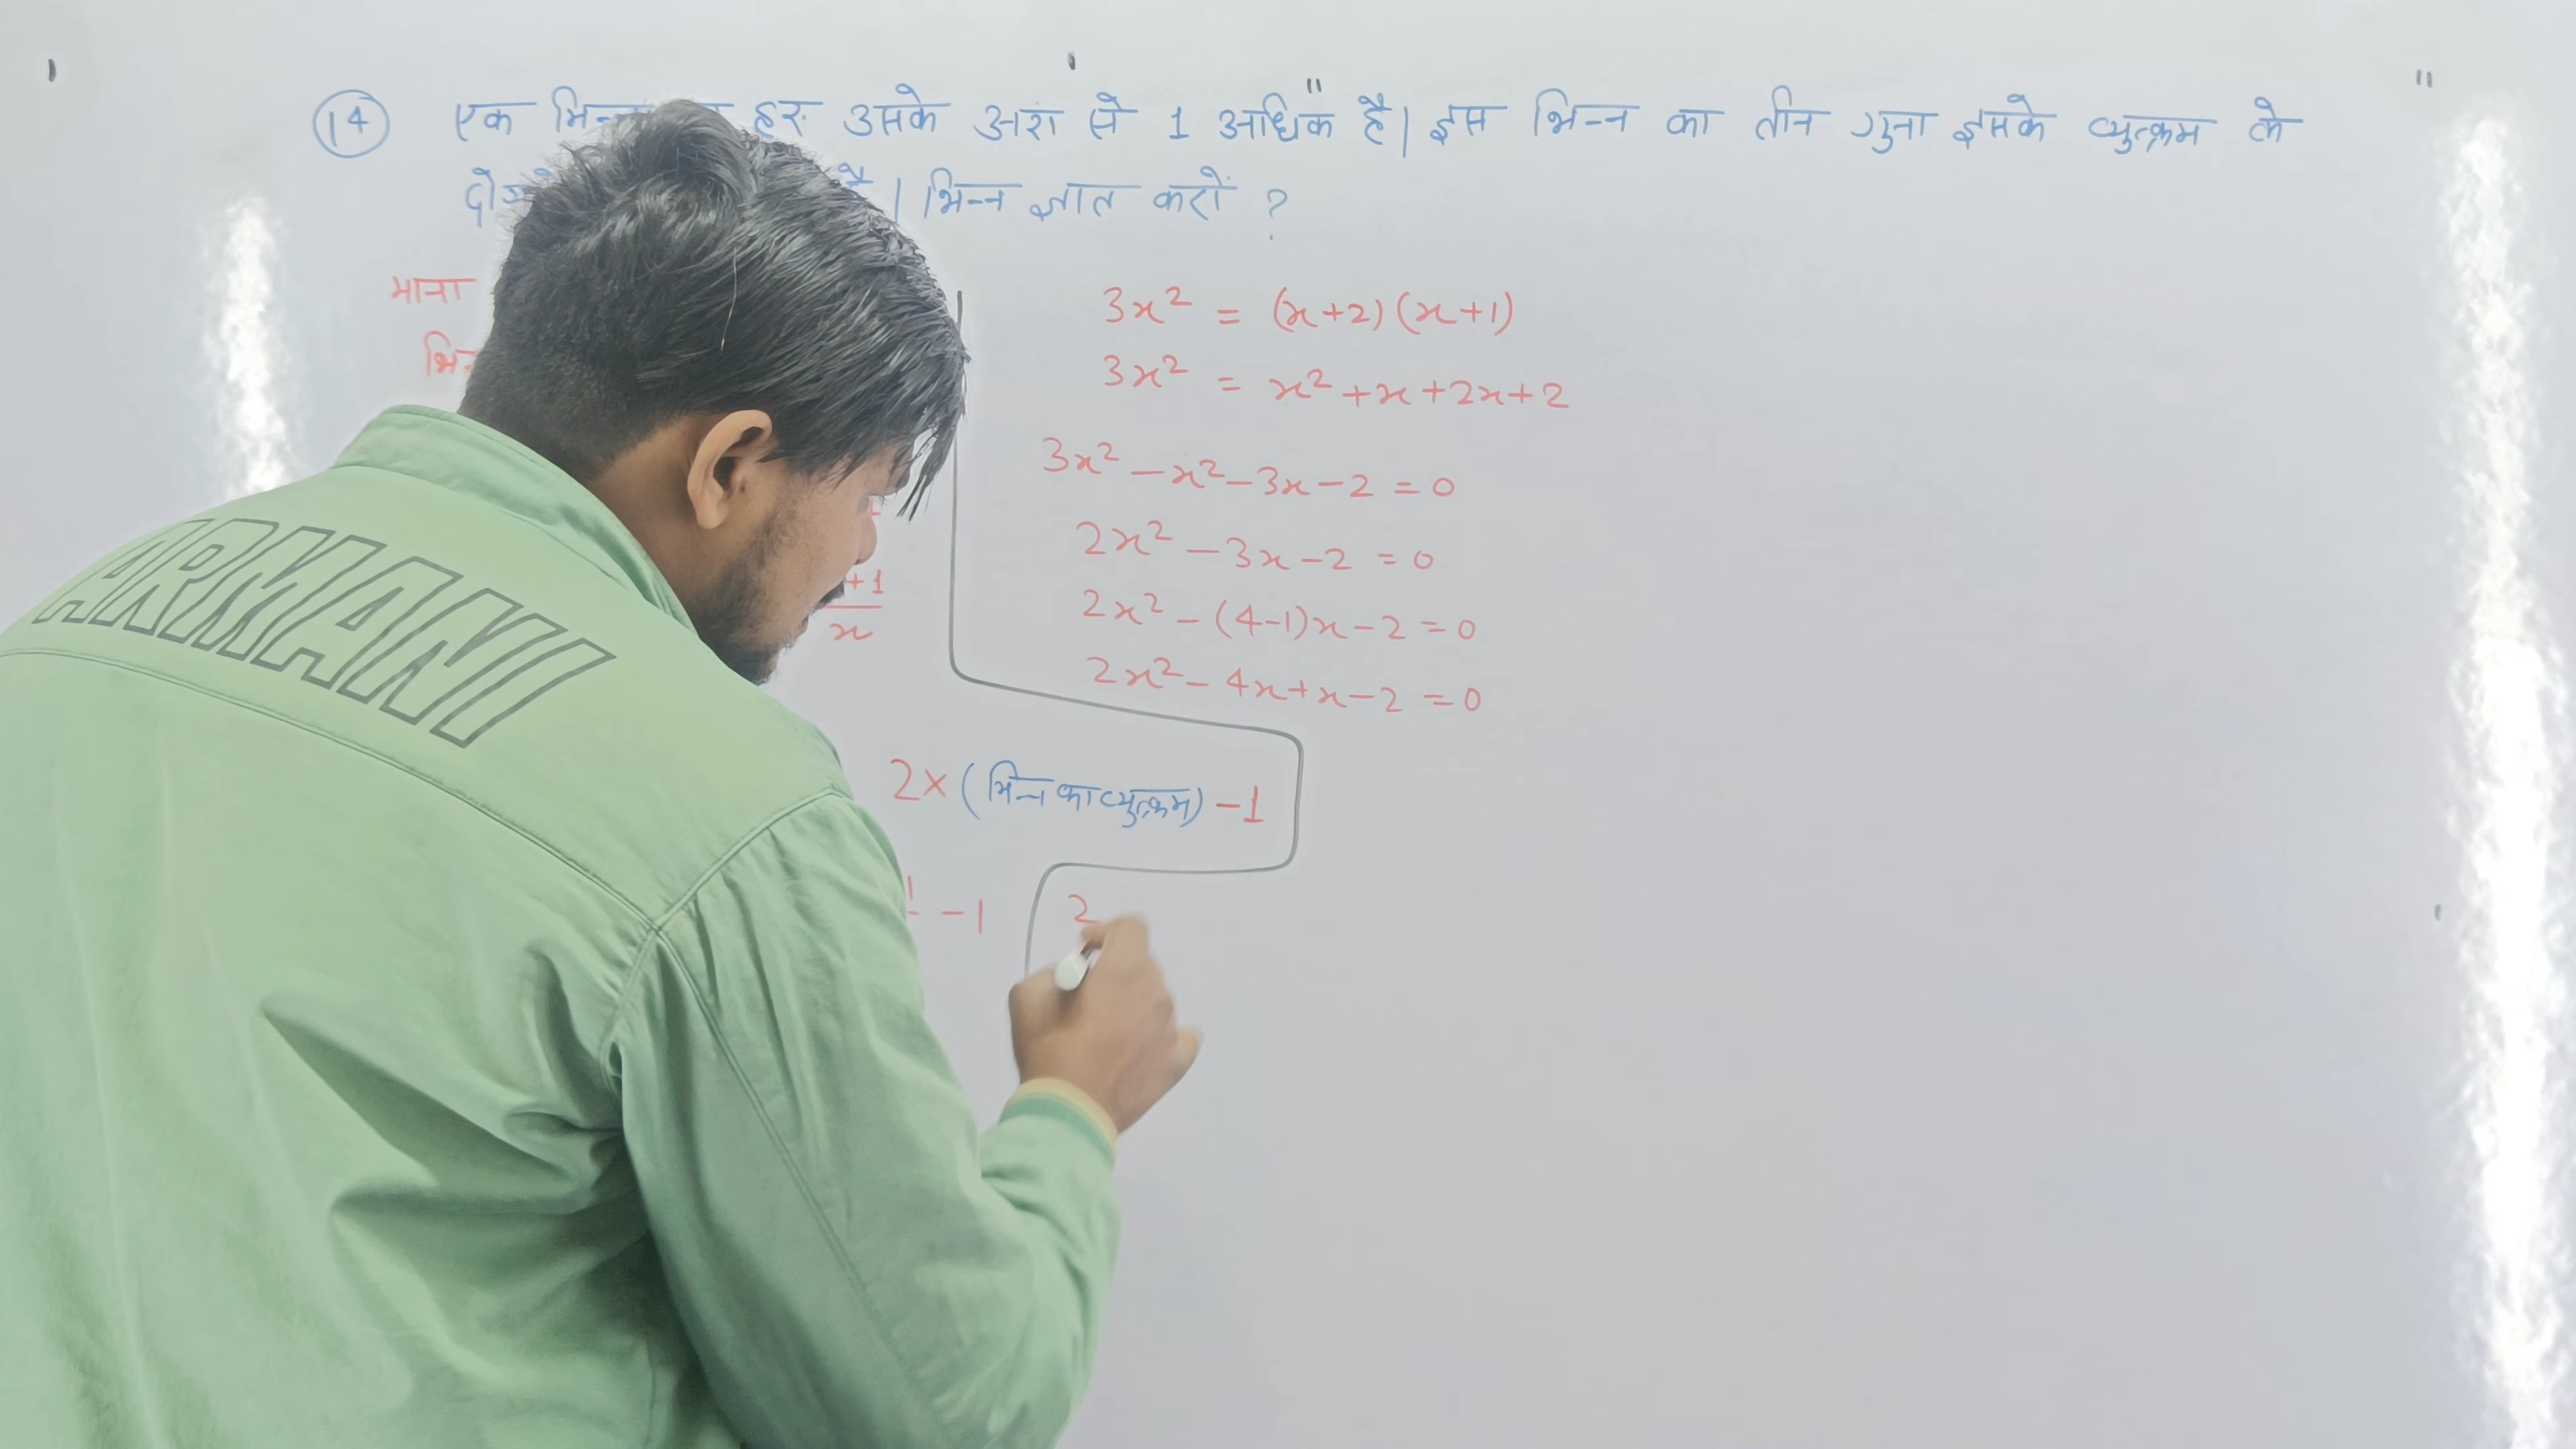 14 एक हर उसके अंश से 1 अधिक है। इस भिन्न का तीन गुना इसके व्युत्क्रम के
। भिन्न ज्ञात करों ?
माना
3x² = (x+2)(x+1)
3x² = x²+x+2x+2
3x² - x² - 3x - 2 = 0
2x² - 3x - 2 = 0
2x² - (4-1)x - 2 = 0
2x² - 4x + x - 2 = 0
+1
x
2x (भिन्न का व्युत्क्रम) -1
-1
2
ARMANI